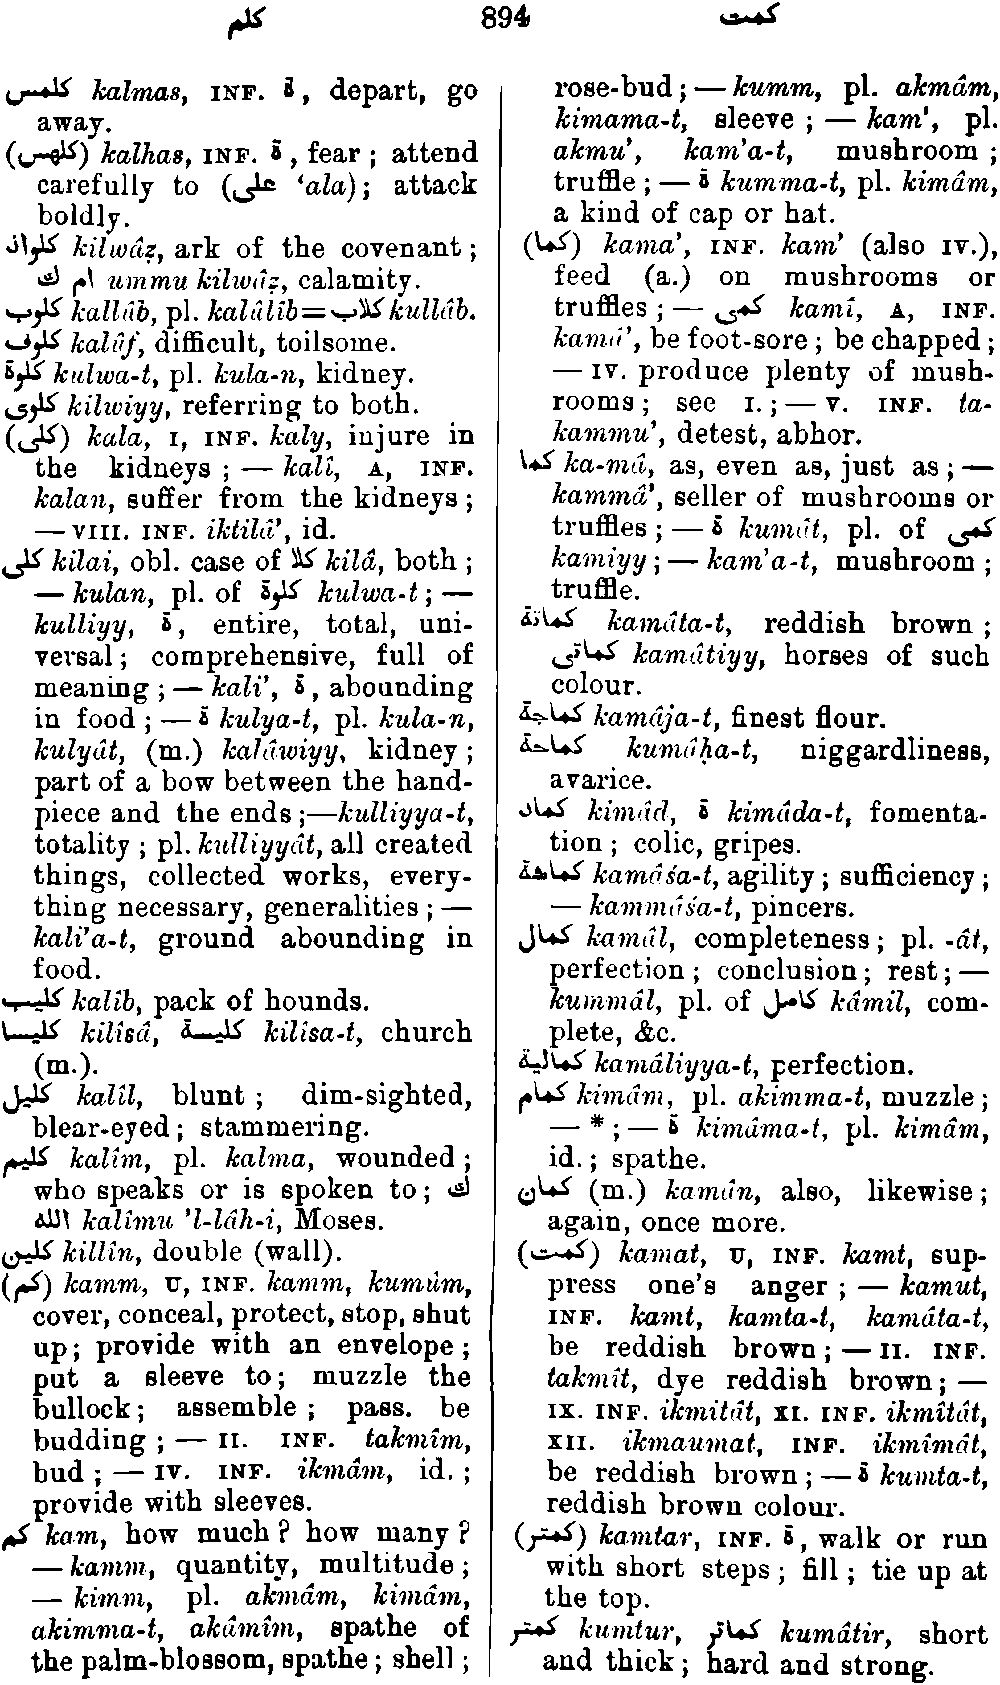 كلم 894 كمت
كلمس kalmas, INF. ة, depart, go
away.
(كلهس) kalhas, INF. ة, fear ; attend
carefully to (على ‘ala); attack
boldly.
كلواذ kilwâẓ, ark of the covenant ;
ام ك ummu kilwâẓ, calamity.
كلوب kallûb, pl. kalâlîb=كلاب kullâb.
كلوف kalûf, difficult, toilsome.
كلوة kulwa-t, pl. kula-n, kidney.
كلوى kilwiyy, referring to both.
(كلى) kala, I, INF. kaly, injure in
the kidneys ; — kalî, A, INF.
kalan, suffer from the kidneys ;
— VIII. INF. iktilâ’, id.
كلى kilai, obl. case of كلا kilâ, both ;
— kulan, pl. of كلوة kulwa-t ; —
kulliyy, ة, entire, total, uni-
versal ; comprehensive, full of
meaning ; — kali’, ة, abounding
in food ; — ة kulya-t, pl. kula-n,
kulyât, (m.) kalâwiyy, kidney ;
part of a bow between the hand-
piece and the ends ;—kulliyya-t,
totality ; pl. kulliyyât, all created
things, collected works, every-
thing necessary, generalities ; —
kali’a-t, ground abounding in
food.
كليب kalîb, pack of hounds.
كليسا kilîsâ, كليسة kilîsa-t, church
(m.).
كليل kalîl, blunt ; dim-sighted,
blear-eyed ; stammering.
كليم kalîm, pl. kalma, wounded ;
who speaks or is spoken to ; ك
الله kalîmu ’l-lâh-i, Moses.
كلين killîn, double (wall).
(كم) kamm, U, INF. kamm, kumûm,
cover, conceal, protect, stop, shut
up ; provide with an envelope ;
put a sleeve to ; muzzle the
bullock ; assemble ; pass. be
budding ; — II. INF. takmîm,
bud ; — IV. INF. ikmâm, id. ;
provide with sleeves.
كم kam, how much ? how many ?
— kamm, quantity, multitude ;
— kimm, pl. akmâm, kimâm,
akimma-t, akâmîm, spathe of
the palm-blossom, spathe ; shell ;
rose-bud ; — kumm, pl. akmâm,
kimama-t, sleeve ; — kam’, pl.
akmu’, kam’a-t, mushroom ;
truffle ; — ة kumma-t, pl. kimâm,
a kind of cap or hat.
(كما) kama’, INF. kam’ (also IV.),
feed (a.) on mushrooms or
truffles ; — كمى kamî, A, INF.
kamâ’, be foot-sore ; be chapped ;
— IV. produce plenty of mush-
rooms ; see I. ; — V. INF. ta-
kammu’, detest, abhor.
كما ka-mâ, as, even as, just as ; —
kammâ’, seller of mushrooms or
truffles ; — ة kumât, pl. of كمى
kamiyy ; — kam’a-t, mushroom ;
truffle.
كماتة kamâta-t, reddish brown ;
كماتى kamâtiyy, horses of such
colour.
كماجة kamâja-t, finest flour.
كماحة kumâḥa-t, niggardliness,
avarice.
كماد kimâd, ة kimâda-t, fomenta-
tion ; colic, gripes.
كماشة kamâśa-t, agility ; sufficiency ;
— kammâśa-t, pincers.
كمال kamâl, completeness ; pl. -ât,
perfection ; conclusion ; rest ; —
kummâl, pl. of كامل kâmil, com-
plete, &c.
كمالية kamâliyya-t, perfection.
كمام kimâm, pl. akimma-t, muzzle ;
— * ; — ة kimâma-t, pl. kimâm,
id. ; spathe.
كمان (m.) kamân, also, likewise ;
again, once more.
(كمت) kamat, U, INF. kamt, sup-
press one’s anger ; — kamut,
INF. kamt, kamta-t, kamâta-t,
be reddish brown ; — II. INF.
takmît, dye reddish brown ; —
IX. INF. ikmitât, XI. INF. ikmîtât,
XII. ikmaumat, INF. ikmîmât,
be reddish brown ; — ة kumta-t,
reddish brown colour.
(كمتر) kamtar, INF. ة, walk or run
with short steps ; fill ; tie up at
the top.
كمتر kumtur, كماتر kumâtir, short
and thick ; hard and strong.